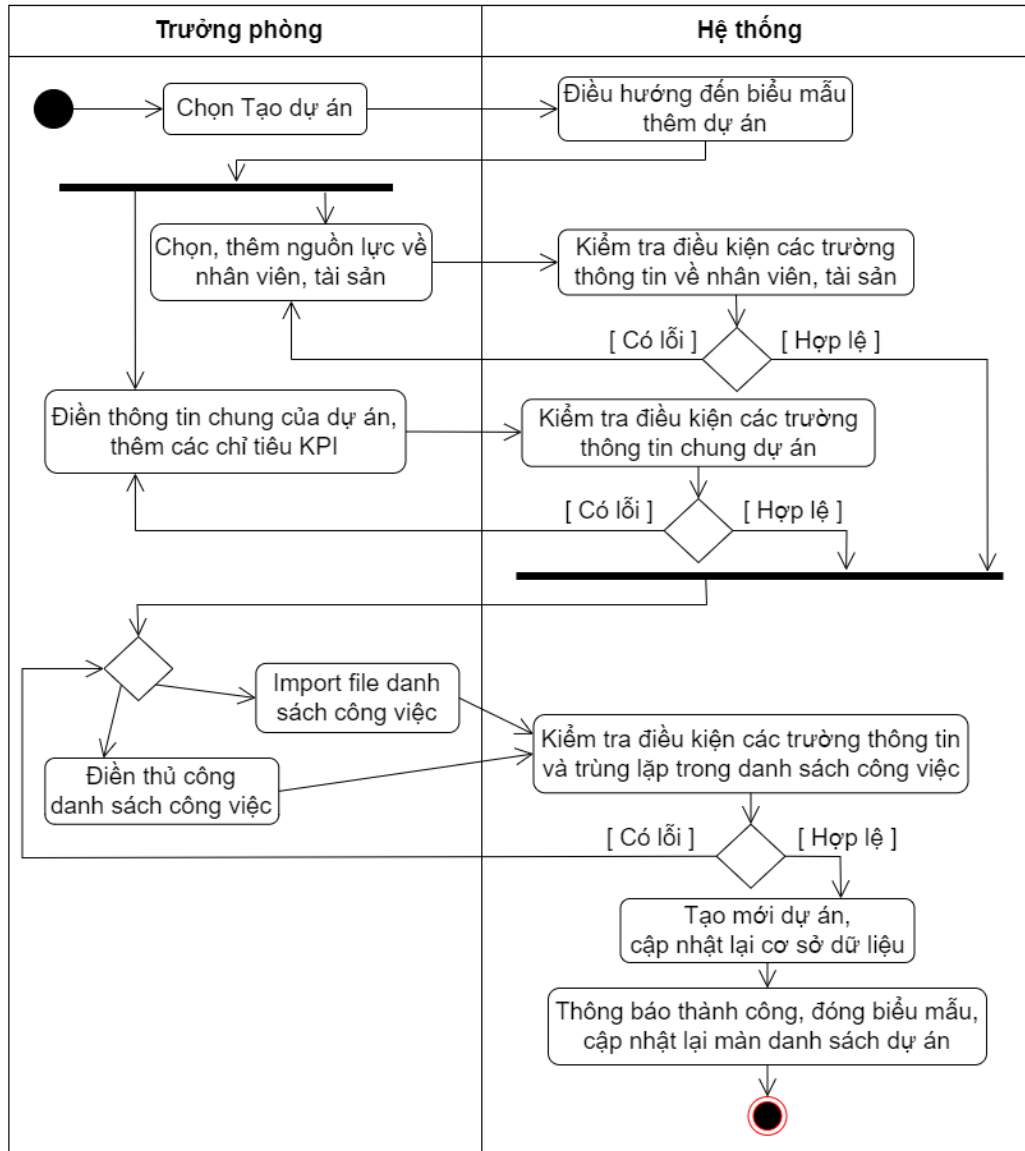 Trưởng phòng
Hệ thống
Chọn Tạo dự án
Điều hướng đến biểu mẫu
thêm dự án
Chọn, thêm nguồn lực về
nhân viên, tài sản
Kiểm tra điều kiện các trường
thông tin về nhân viên, tài sản
[ Có lỗi ]
[ Hợp lệ ]
Điền thông tin chung của dự án,
thêm các chỉ tiêu KPI
Kiểm tra điều kiện các trường
thông tin chung dự án
[ Có lỗi ]
[ Hợp lệ ]
Import file danh
sách công việc
Điền thủ công
danh sách công việc
Kiểm tra điều kiện các trường thông tin
và trùng lặp trong danh sách công việc
[ Có lỗi ]
[ Hợp lệ ]
Tạo mới dự án,
cập nhật lại cơ sở dữ liệu
Thông báo thành công, đóng biểu mẫu,
cập nhật lại màn danh sách dự án